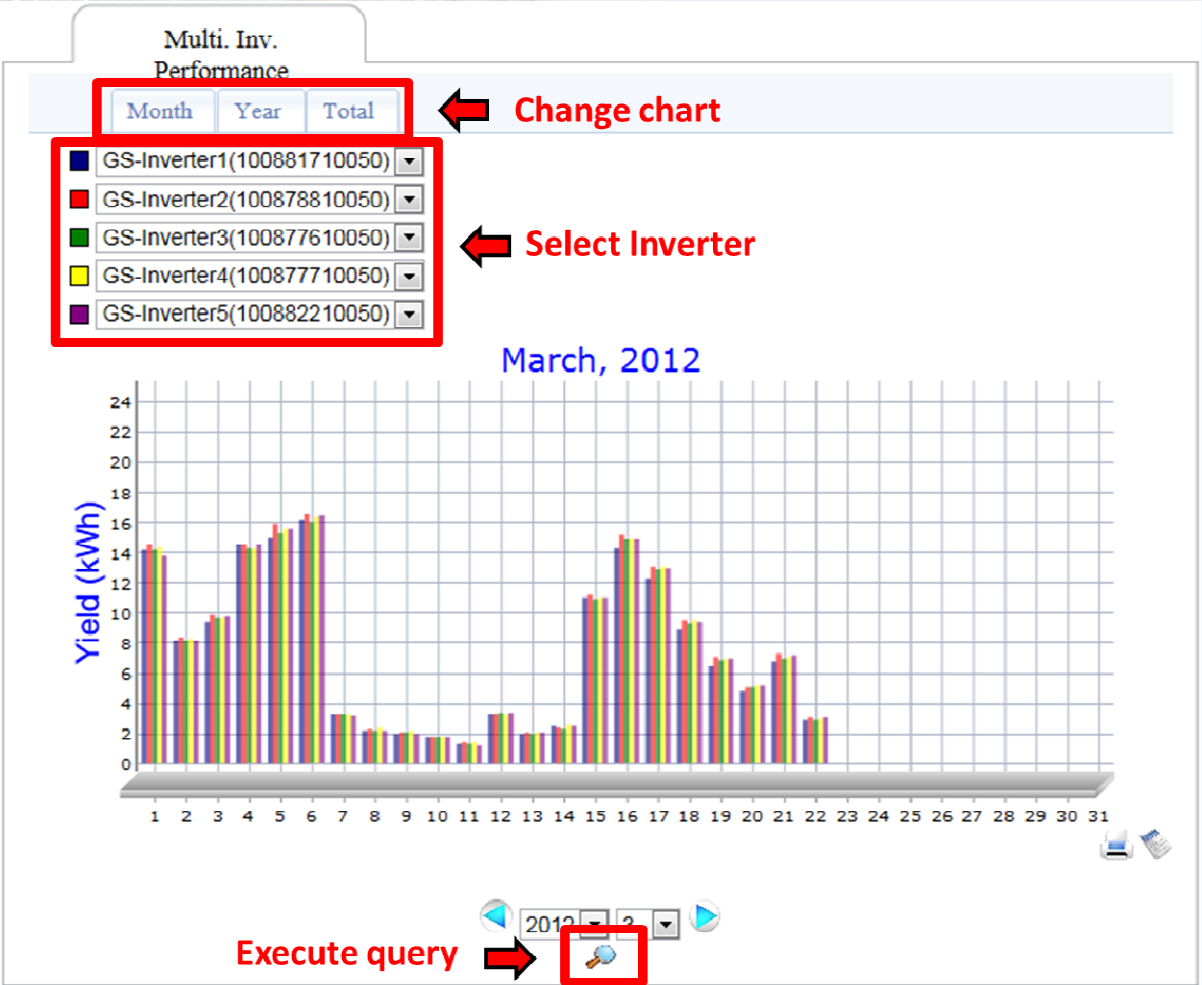 Multi. Inv.
Performance
Month Year Total
Change chart
GS-Inverter1(100881710050)
GS-Inverter2(100878810050)
GS-Inverter3(100877610050)
GS-Inverter4(100877710050)
GS-Inverter5(100882210050)
Select Inverter
March, 2012
Yield (kWh)
24
22
20
18
16
14
12
10
8
6
4
2
0
1 2 3 4 5 6 7 8 9 10 11 12 13 14 15 16 17 18 19 20 21 22 23 24 25 26 27 28 29 30 31
2012 3
Execute query